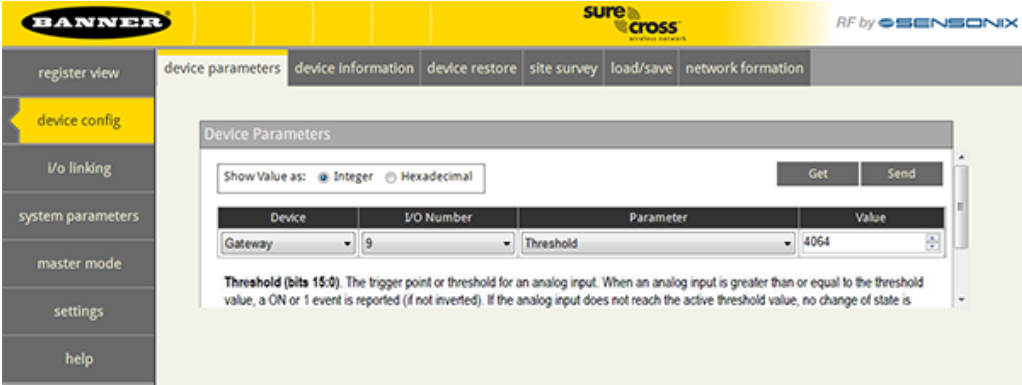 BANNER
sure cross
wireless network
RF by SENSONIX
register view
device config
i/o linking
system parameters
master mode
settings
help
device parameters device information device restore site survey load/save network formation
Device Parameters
Show Value as: Integer Hexadecimal
Get Send
Device I/O Number Parameter Value
Gateway 9 Threshold 4064
Threshold (bits 15:0). The trigger point or threshold for an analog input. When an analog input is greater than or equal to the threshold
value, a ON or 1 event is reported (if not inverted). If the analog input does not reach the active threshold value, no change of state is